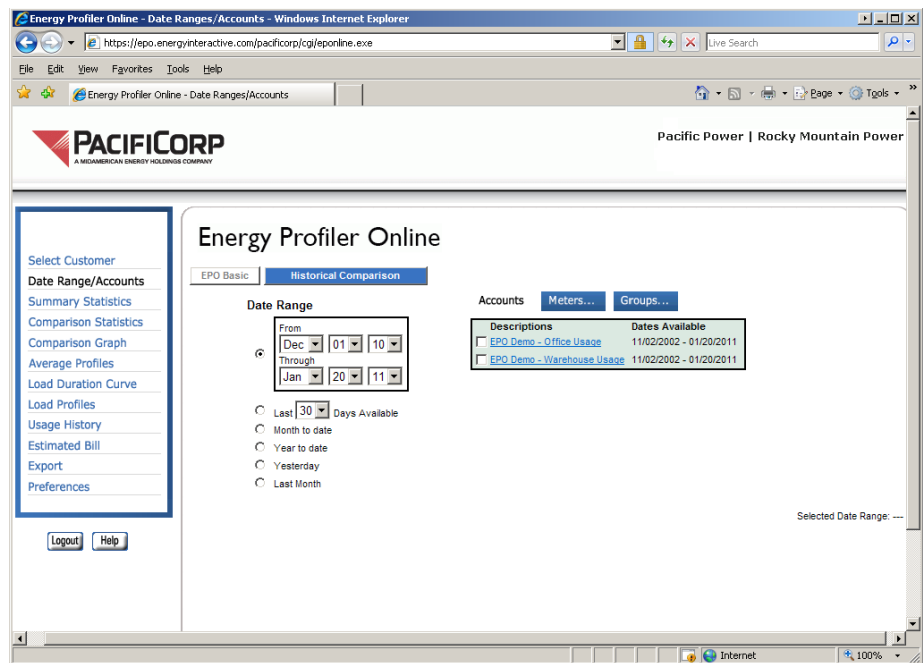 Energy Profiler Online - Date Ranges/Accounts - Windows Internet Explorer
https://epo.energyinteractive.com/pacificorp/cgi/eponline.exe
Live Search
File Edit View Favorites Tools Help
Energy Profiler Online - Date Ranges/Accounts
Page Tools »
PACIFICORP
A MIDAMERICAN ENERGY HOLDINGS COMPANY
Pacific Power | Rocky Mountain Power
Energy Profiler Online
EPO Basic Historical Comparison
Select Customer
Date Range/Accounts
Summary Statistics
Comparison Statistics
Comparison Graph
Average Profiles
Load Duration Curve
Load Profiles
Usage History
Estimated Bill
Export
Preferences
Logout Help
Date Range
From
Dec 01 10
Through
Jan 20 11
Last 30 Days Available
Month to date
Year to date
Yesterday
Last Month
Accounts Meters... Groups...
Descriptions Dates Available
EPO Demo - Office Usage 11/02/2002 - 01/20/2011
EPO Demo - Warehouse Usage 11/02/2002 - 01/20/2011
Selected Date Range: ---
Internet 100%